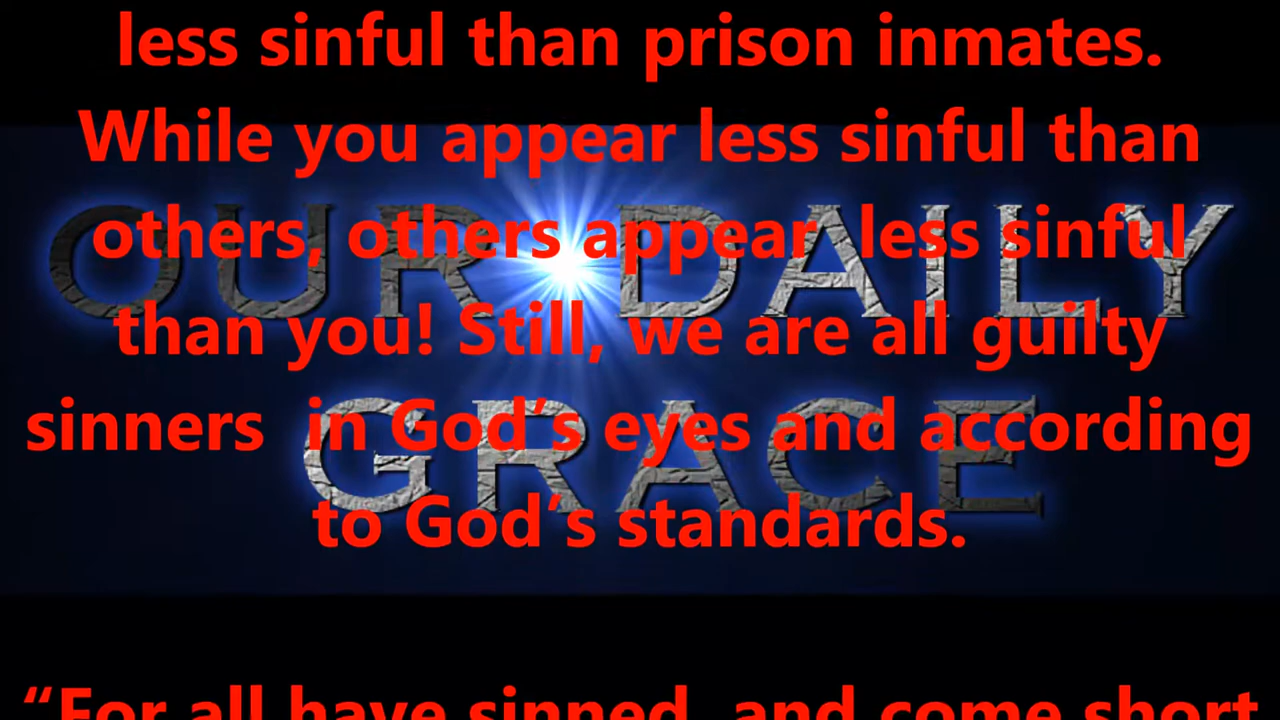 less sinful than prison inmates.
While you appear less sinful than
others, others appear  less sinful
than you! Still, we are all guilty
sinners  in God’s eyes and according
to God’s standards.
“For all have sinned, and come short
OUR DAILY
GRACE